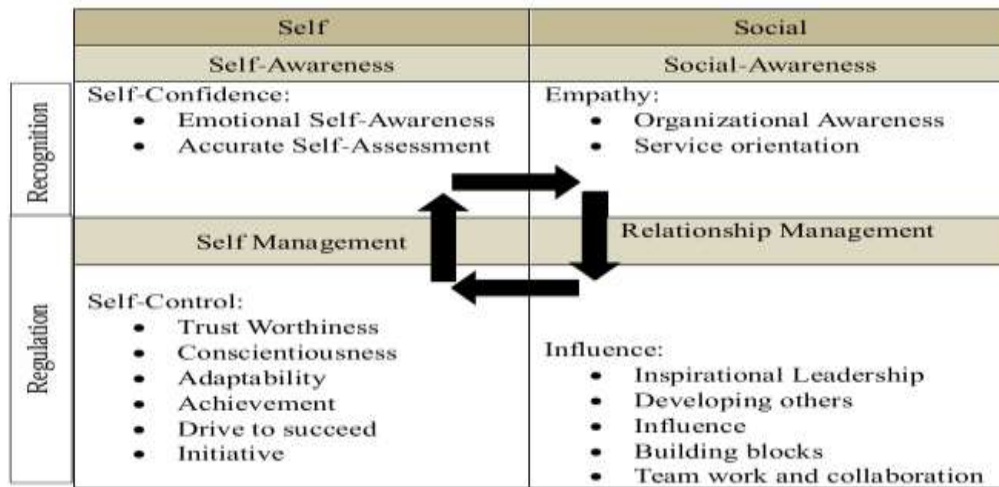 Self
Social
Self-Awareness
Social-Awareness
Recognition
Self-Confidence:
• Emotional Self-Awareness
• Accurate Self-Assessment
Empathy:
• Organizational Awareness
• Service orientation
Self Management
Relationship Management
Regulation
Self-Control:
• Trust Worthiness
• Conscientiousness
• Adaptability
• Achievement
• Drive to succeed
• Initiative
Influence:
• Inspirational Leadership
• Developing others
• Influence
• Building blocks
• Team work and collaboration